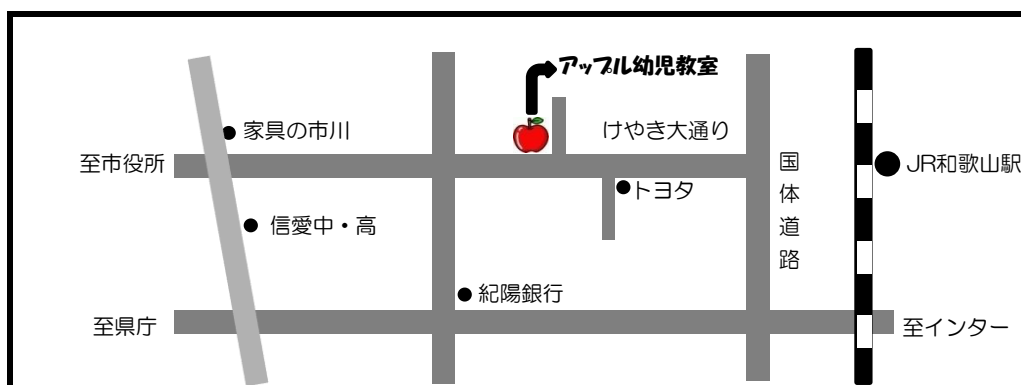 アップル幼児教室
家具の市川
けやき大通り
至市役所
国体道路
JR和歌山駅
トヨタ
信愛中・高
紀陽銀行
至県庁
至インター